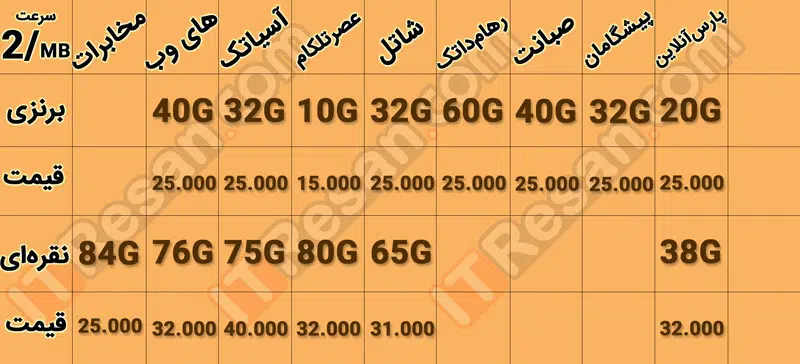 سرعت 2/MB مخابرات های وب آسیاتک عصرتلکام شاتل رهام‌داتک صبانت پیشگامان پارس‌آنلاین
برنزی 40G 32G 10G 32G 60G 40G 32G 20G
قیمت 25.000 25.000 15.000 25.000 25.000 25.000 25.000 25.000
نقره‌ای 84G 76G 75G 80G 65G 38G
قیمت 25.000 32.000 40.000 32.000 31.000 32.000
ITResan.com
ITResan.com